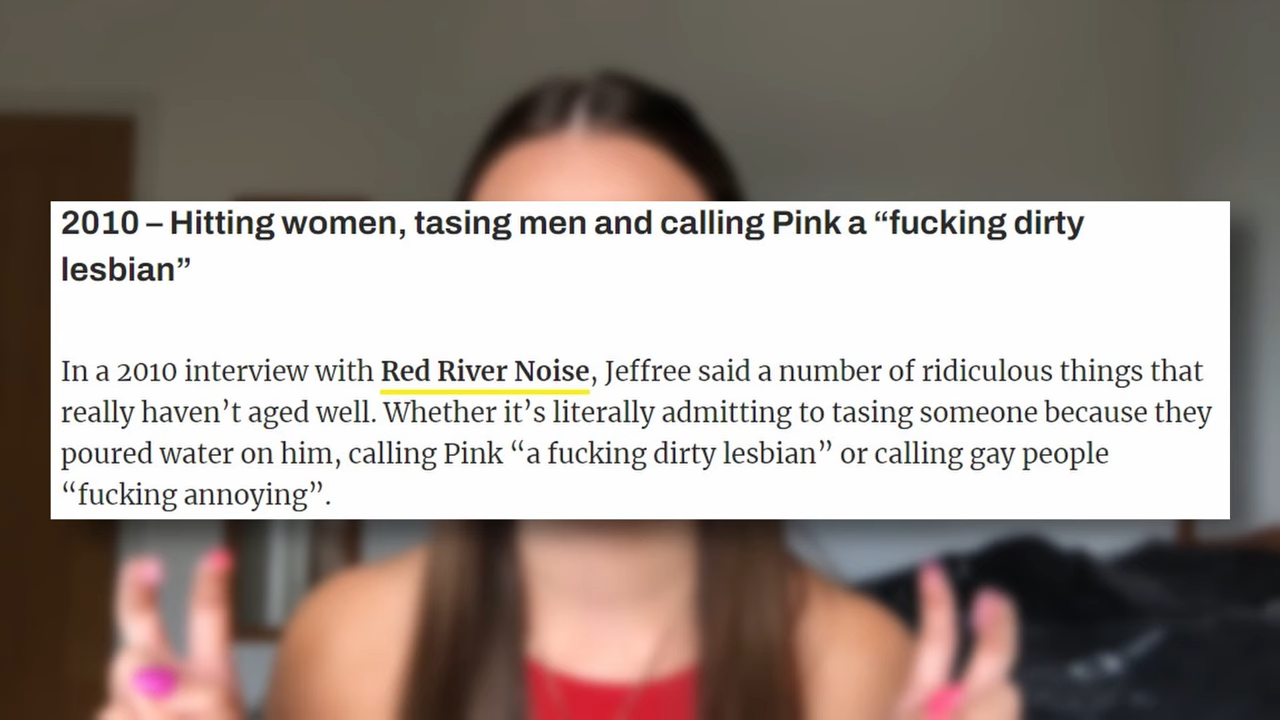 2010 – Hitting women, tasing men and calling Pink a “fucking dirty
lesbian”
In a 2010 interview with Red River Noise, Jeffree said a number of ridiculous things that
really haven’t aged well. Whether it’s literally admitting to tasing someone because they
poured water on him, calling Pink “a fucking dirty lesbian” or calling gay people
“fucking annoying”.